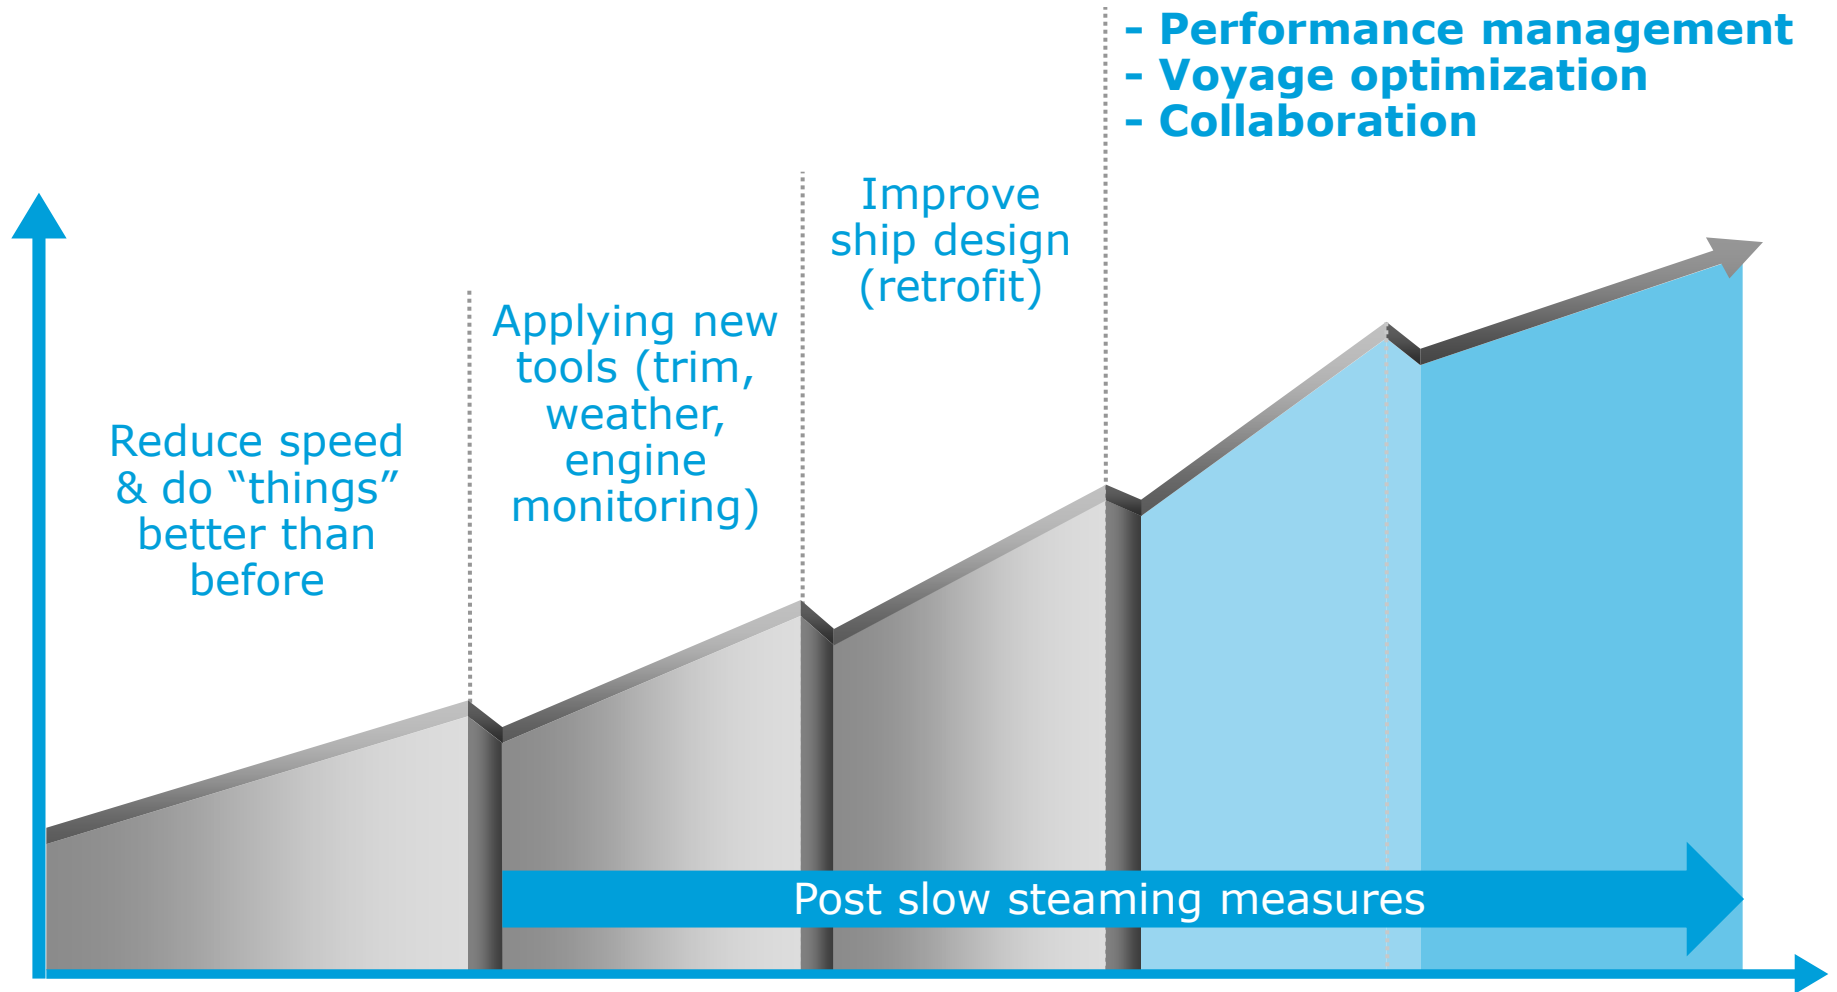 – Performance management
– Voyage optimization
– Collaboration
Improve
ship design
(retrofit)
Applying new
tools (trim,
weather,
engine
monitoring)
Reduce speed
& do “things”
better than
before
Post slow steaming measures